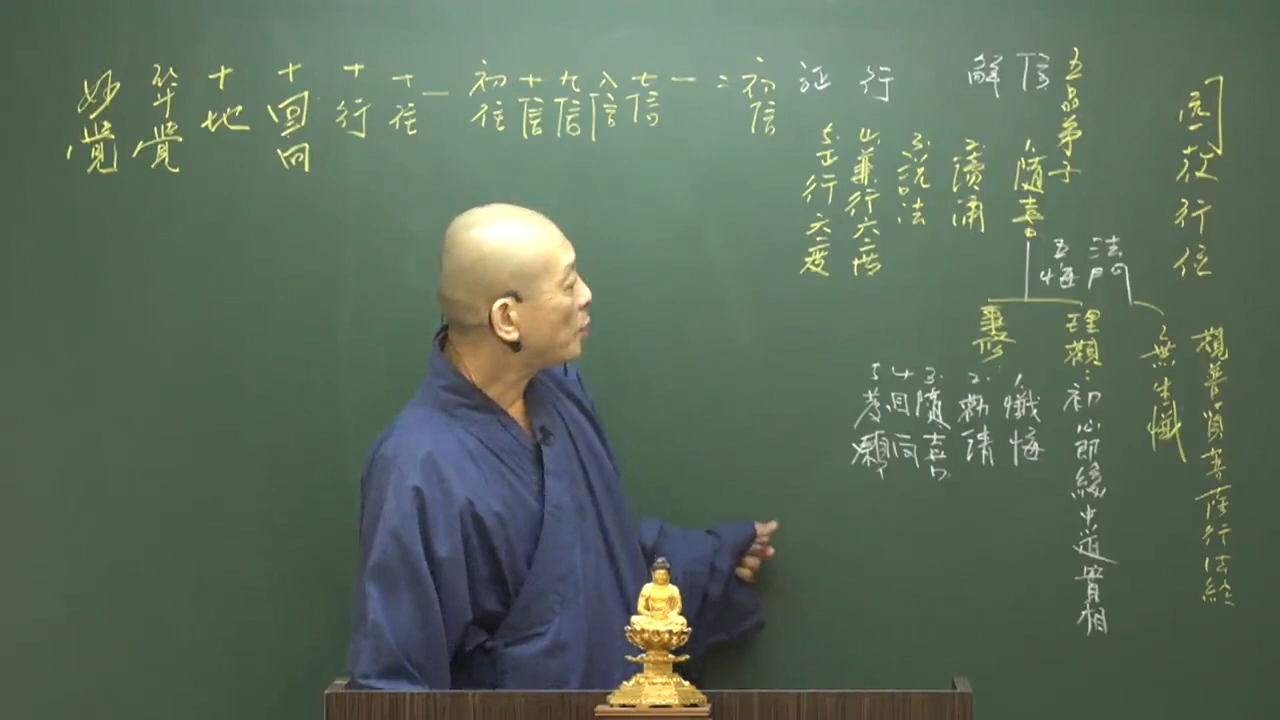 圓教行位
觀普賢菩薩行法經
無生懺
法門
五悔
五品弟子
信
解
行
証
1.隨喜
2.讀誦
3.說法
4.兼行六度
5.正行六度
理觀:初心即緣中道實相
事修
1.懺悔
2.勸請
3.隨喜
4.回向
5.發願
初信
二
一
七信
八信
九信
十信
初住
一
十住
十行
十回向
十地
等覺
妙覺